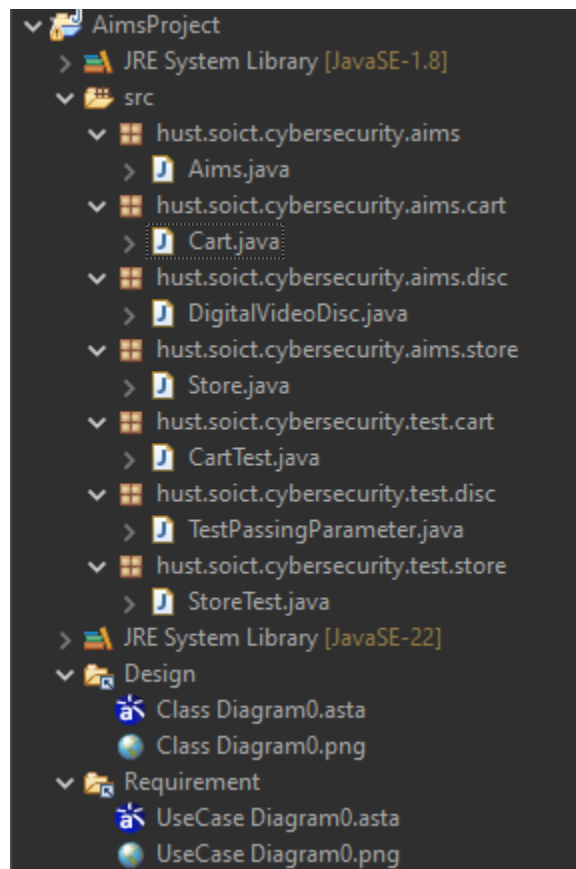 AimsProject
JRE System Library [JavaSE-1.8]
src
hust.soict.cybersecurity.aims
Aims.java
hust.soict.cybersecurity.aims.cart
Cart.java
hust.soict.cybersecurity.aims.disc
DigitalVideoDisc.java
hust.soict.cybersecurity.aims.store
Store.java
hust.soict.cybersecurity.test.cart
CartTest.java
hust.soict.cybersecurity.test.disc
TestPassingParameter.java
hust.soict.cybersecurity.test.store
StoreTest.java
JRE System Library [JavaSE-22]
Design
Class Diagram0.asta
Class Diagram0.png
Requirement
UseCase Diagram0.asta
UseCase Diagram0.png